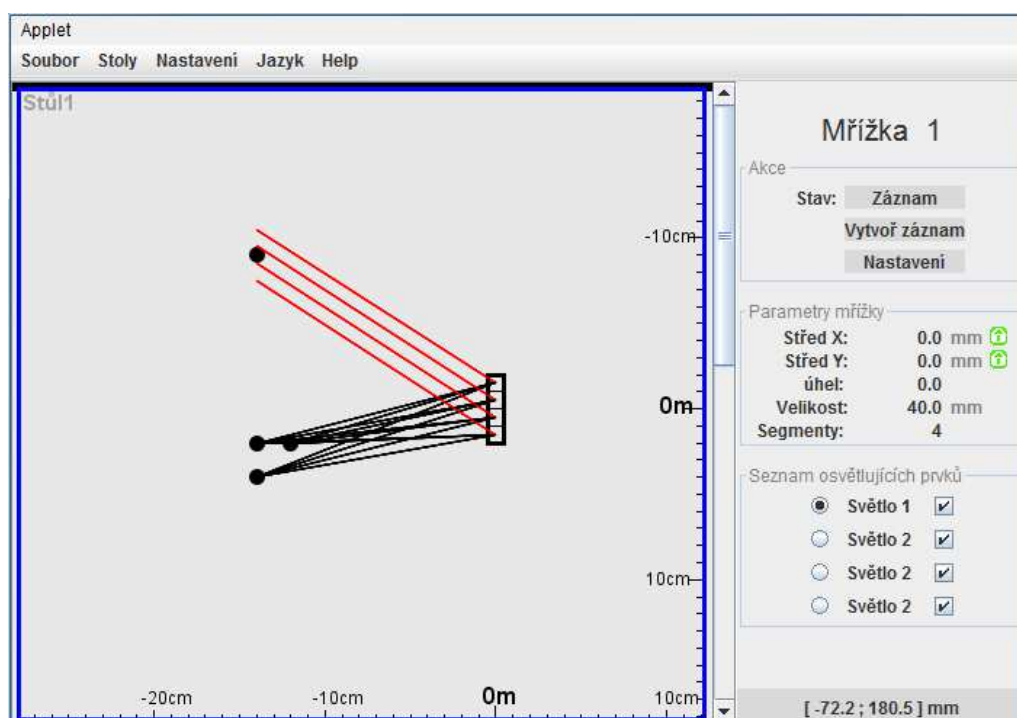 Applet
Soubor Stoly Nastavení Jazyk Help
Stůl1
-10cm
0m
10cm
-20cm -10cm 0m 10cm
Mřížka 1
Akce
Stav: Záznam
Vytvoř záznam
Nastavení
Parametry mřížky
Střed X: 0.0 mm
Střed Y: 0.0 mm
úhel: 0.0
Velikost: 40.0 mm
Segmenty: 4
Seznam osvětlujících prvků
Světlo 1
Světlo 2
Světlo 2
Světlo 2
[ -72.2 ; 180.5 ] mm